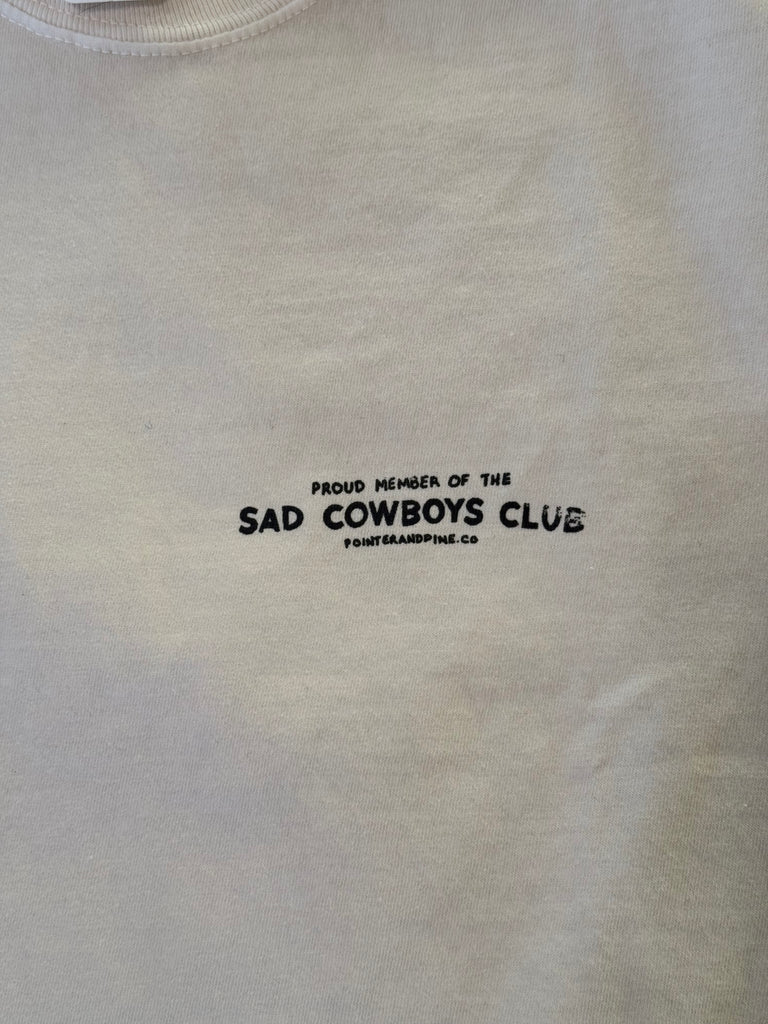 PROUD MEMBER OF THE
SAD COWBOYS CLUB
POINTERANDPINE.CO